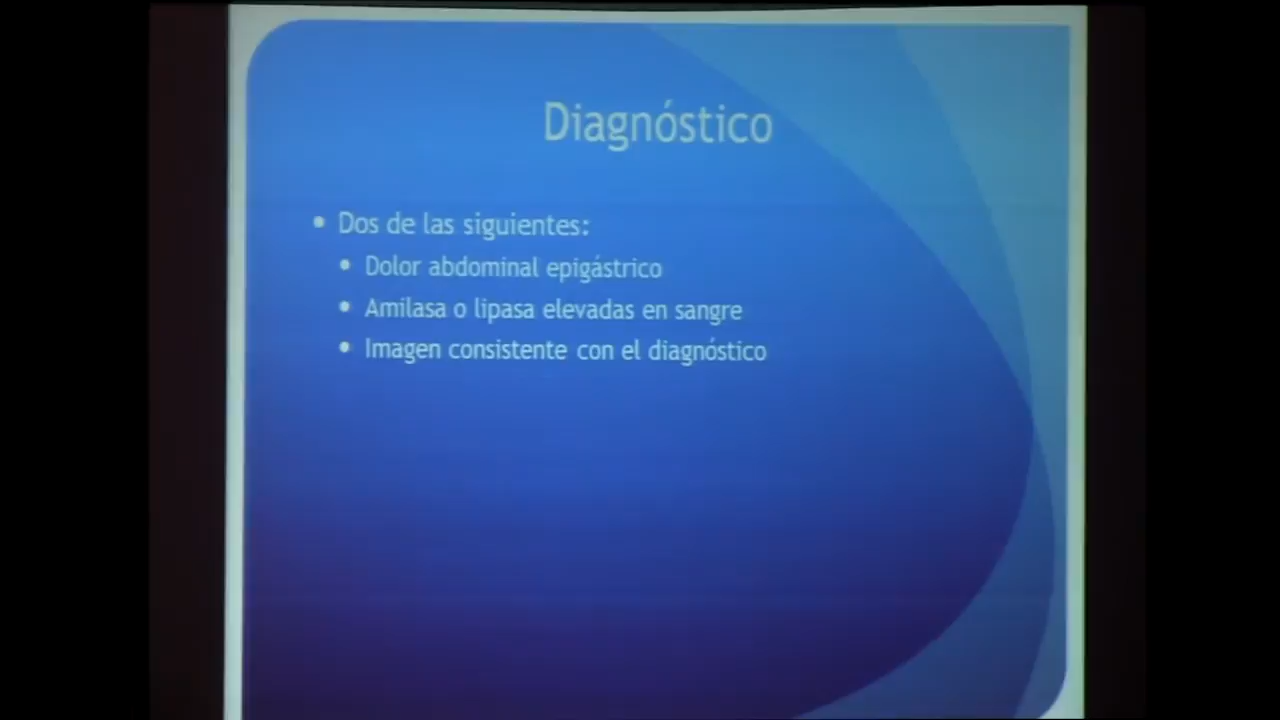 Diagnóstico
• Dos de las siguientes:
• Dolor abdominal epigástrico
• Amilasa o lipasa elevadas en sangre
• Imagen consistente con el diagnóstico